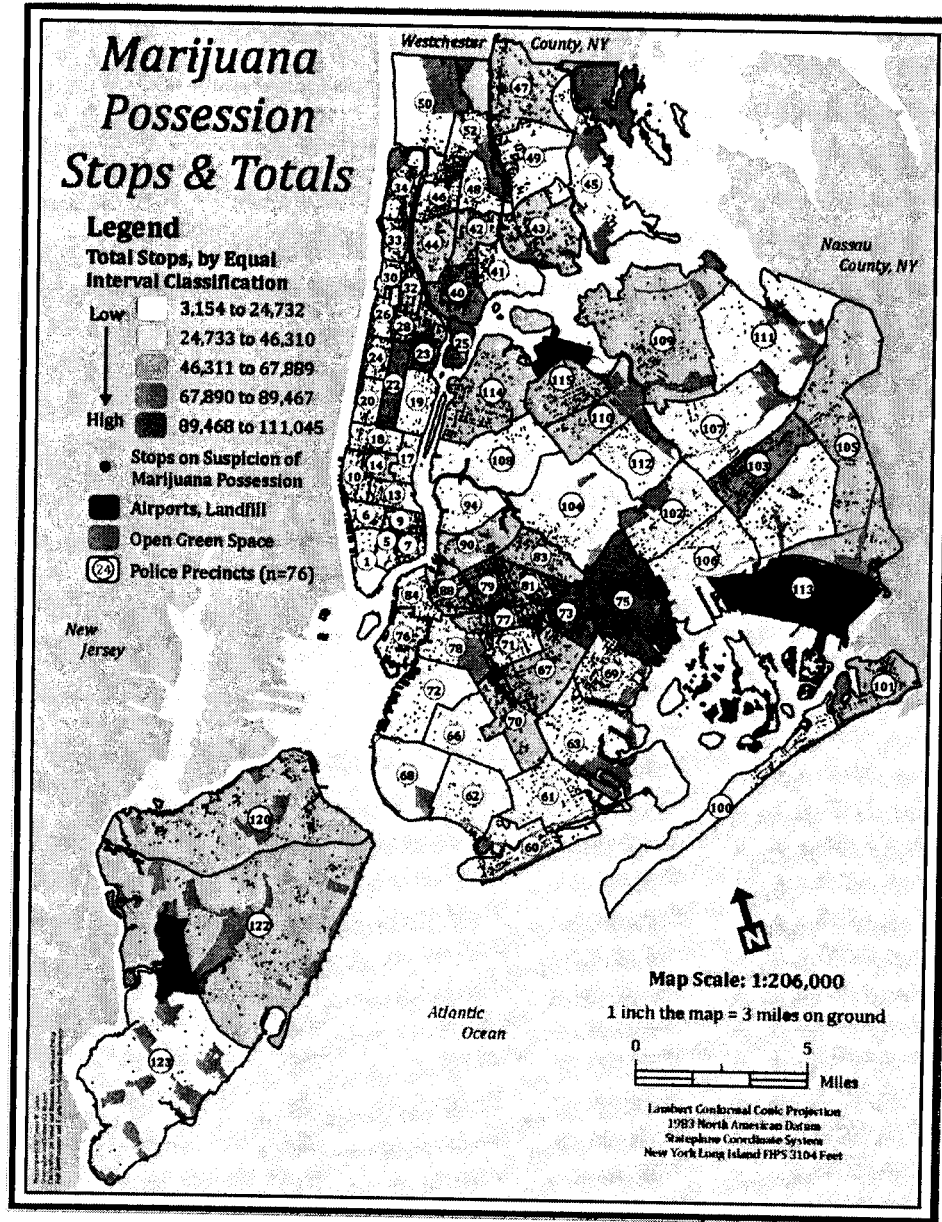 Marijuana
Possession
Stops & Totals
Legend
Total Stops, by Equal
Interval Classification
Low
3,154 to 24,732
24,733 to 46,310
46,311 to 67,889
67,890 to 89,467
High
89,468 to 111,045
Stops on Suspicion of
Marijuana Possession
Airports, Landfill
Open Green Space
24
Police Precincts (n=76)
Westchester County, NY
Nassau
County, NY
New
Jersey
Atlantic
Ocean
50
47
52
49
45
34
46
48
43
44
42
33
41
30
32
40
26
28
25
24
23
22
20
19
18
17
14
10
13
6
9
5
7
1
109
111
115
114
110
107
105
108
112
103
104
102
106
113
94
90
83
79
81
75
84
88
77
73
76
78
71
67
69
72
70
66
63
68
62
61
60
101
100
120
122
123
N
Map Scale: 1:206,000
1 inch the map = 3 miles on ground
0 5
Miles
Lambert Conformal Conic Projection
1983 North American Datum
Stateplane Coordinate System
New York Long Island FIPS 3104 Feet